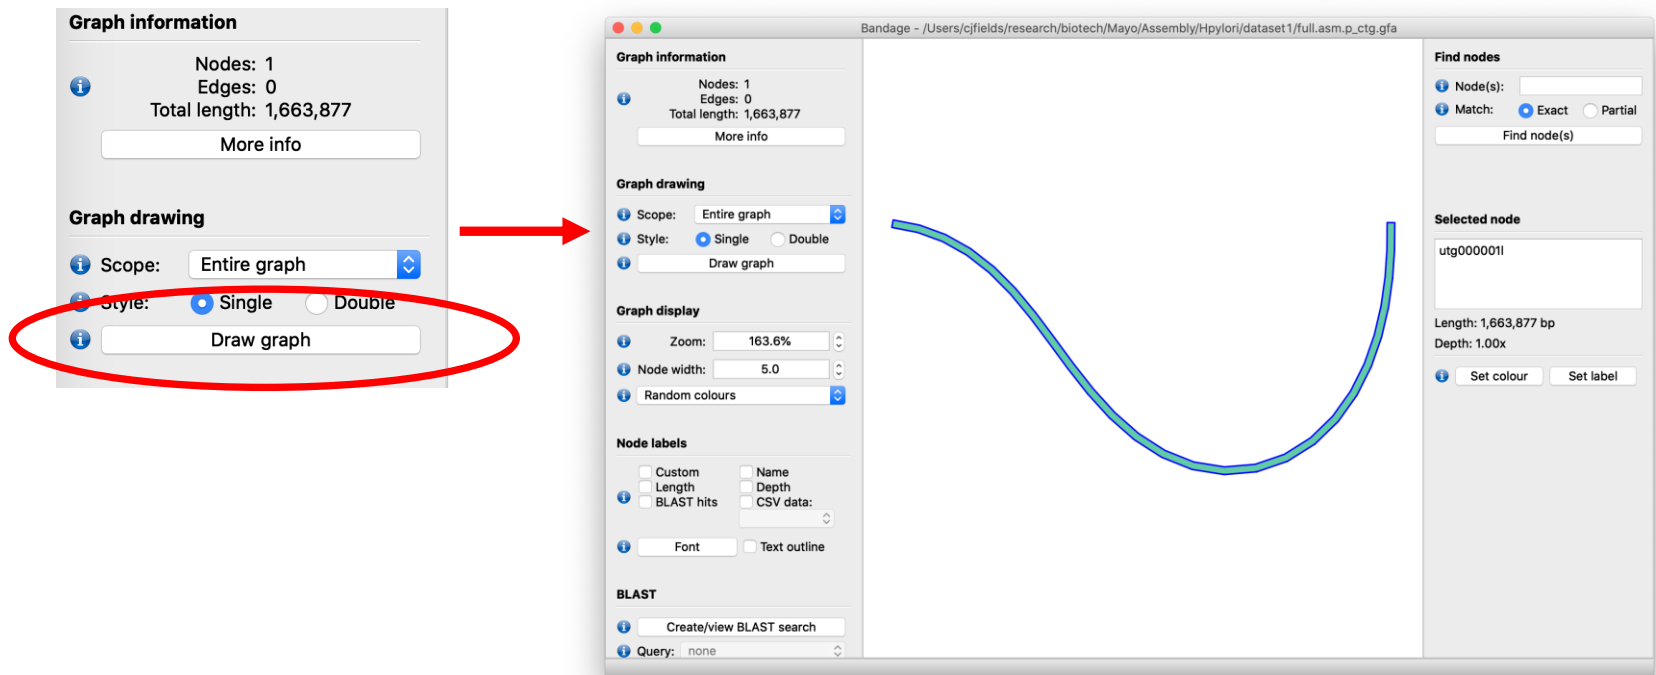 Graph information
Nodes: 1
Edges: 0
Total length: 1,663,877
More info
Graph drawing
Scope: Entire graph
Style: Single Double
Draw graph
Bandage - /Users/cjfields/research/biotech/Mayo/Assembly/Hpylori/dataset1/full.asm.p_ctg.gfa
Graph information
Nodes: 1
Edges: 0
Total length: 1,663,877
More info
Graph drawing
Scope: Entire graph
Style: Single Double
Draw graph
Graph display
Zoom: 163.6%
Node width: 5.0
Random colours
Node labels
Custom Name
Length Depth
BLAST hits CSV data:
Font Text outline
BLAST
Create/view BLAST search
Query: none
Find nodes
Node(s):
Match: Exact Partial
Find node(s)
Selected node
utg000001l
Length: 1,663,877 bp
Depth: 1.00x
Set colour Set label